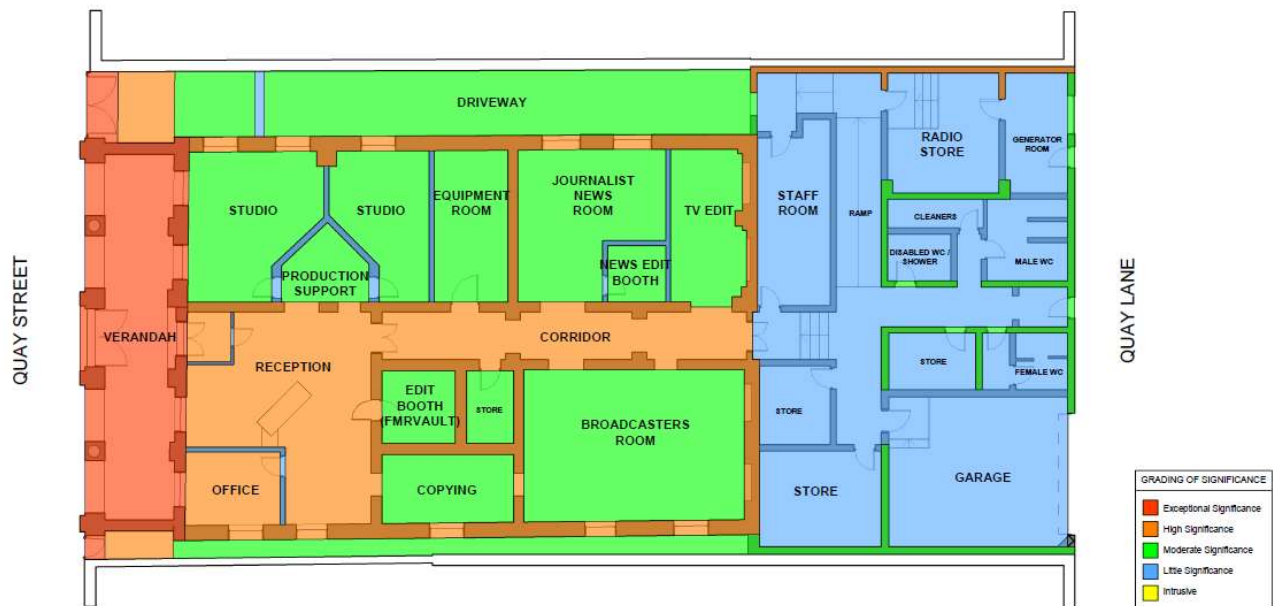 DRIVEWAY
RADIO
STORE
GENERATOR
ROOM
STUDIO
STUDIO
EQUIPMENT
ROOM
JOURNALIST
NEWS
ROOM
TV EDIT
STAFF
ROOM
RAMP
CLEANERS
DISABLED WC /
SHOWER
MALE WC
PRODUCTION
SUPPORT
NEWS EDIT
BOOTH
QUAY STREET
VERANDAH
RECEPTION
CORRIDOR
QUAY LANE
EDIT
BOOTH
(FMRVAULT)
STORE
BROADCASTERS
ROOM
STORE
STORE
FEMALE WC
OFFICE
COPYING
STORE
GARAGE
GRADING OF SIGNIFICANCE
Exceptional Significance
High Significance
Moderate Significance
Little Significance
Intrusive